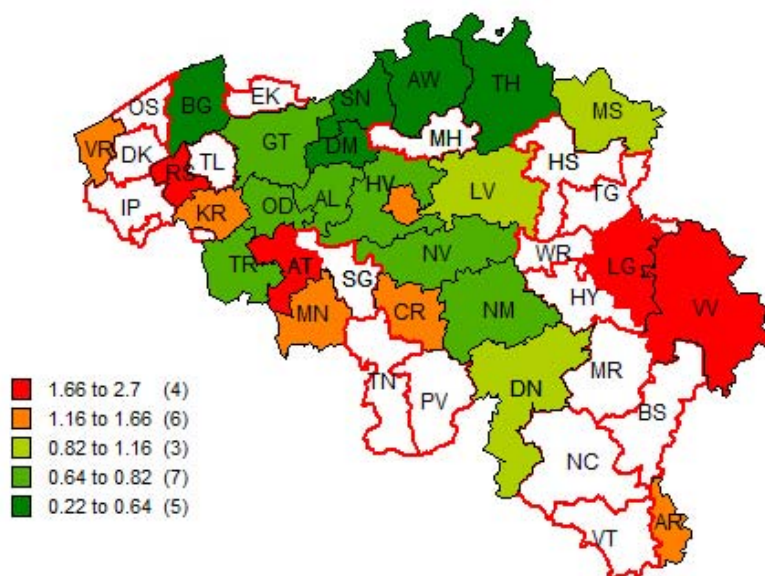 OS
BG
EK
SN
AW
TH
MS
VR
DK
RS
TL
GT
DM
MH
HS
IP
KR
OD
AL
HV
LV
TG
TR
AT
SG
NV
WR
LG
VV
MN
CR
NM
HY
TN
PV
DN
MR
BS
NC
VT
AR
1.66 to 2.7 (4)
1.16 to 1.66 (6)
0.82 to 1.16 (3)
0.64 to 0.82 (7)
0.22 to 0.64 (5)